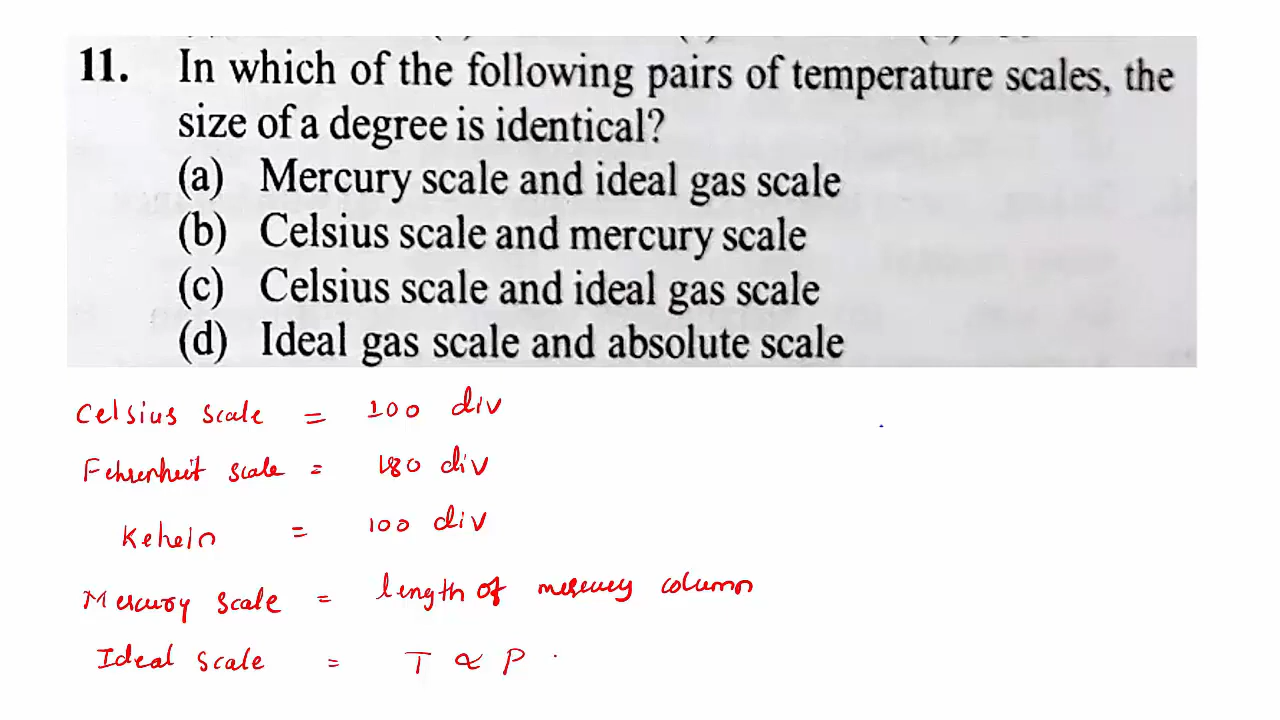 11. In which of the following pairs of temperature scales, the
size of a degree is identical?
(a) Mercury scale and ideal gas scale
(b) Celsius scale and mercury scale
(c) Celsius scale and ideal gas scale
(d) Ideal gas scale and absolute scale
Celsius scale = 100 div
Fehrenheit scale = 180 div
Kelvin = 100 div
Mercury scale = length of mercury column
Ideal scale = T ∝ P